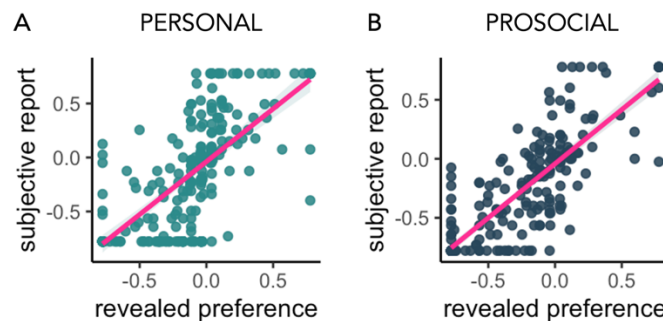 A PERSONAL
B PROSOCIAL
subjective report
0.5
0.0
-0.5
-0.5 0.0 0.5
revealed preference
subjective report
0.5
0.0
-0.5
-0.5 0.0 0.5
revealed preference